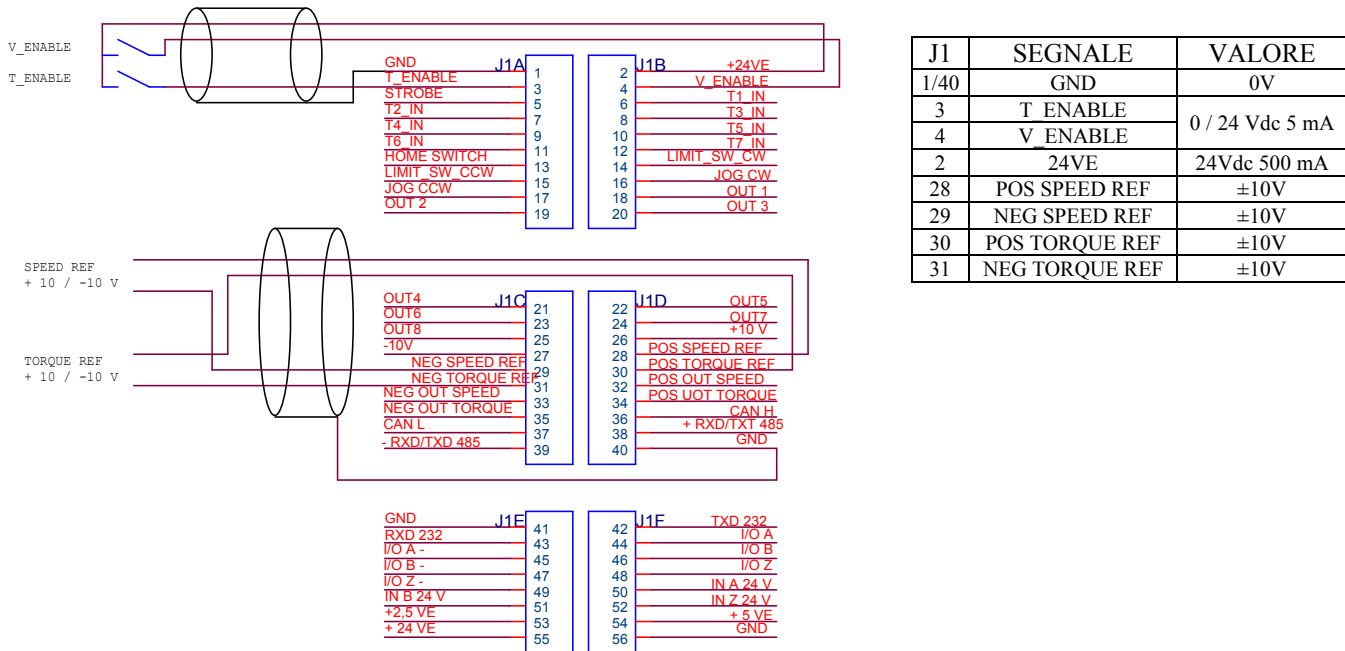 V_ENABLE
T_ENABLE
J1A
GND 1
T_ENABLE 3
STROBE 5
T2_IN 7
T4_IN 9
T6_IN 11
HOME SWITCH 13
LIMIT_SW_CCW 15
JOG CCW 17
OUT 2 19
J1B
2 +24VE
4 V_ENABLE
6 T1_IN
8 T3_IN
10 T5_IN
12 T7_IN
14 LIMIT_SW_CW
16 JOG CW
18 OUT 1
20 OUT 3
SPEED REF
+ 10 / -10 V
TORQUE REF
+ 10 / -10 V
J1C
OUT4 21
OUT6 23
OUT8 25
-10V 27
NEG SPEED REF 29
NEG TORQUE REF 31
NEG OUT SPEED 33
NEG OUT TORQUE 35
CAN L 37
- RXD/TXD 485 39
J1D
22 OUT5
24 OUT7
26 +10 V
28 POS SPEED REF
30 POS TORQUE REF
32 POS OUT SPEED
34 POS UOT TORQUE
36 CAN H
38 + RXD/TXT 485
40 GND
J1E
GND 41
RXD 232 43
I/O A - 45
I/O B - 47
I/O Z - 49
IN B 24 V 51
+2,5 VE 53
+ 24 VE 55
J1F
42 TXD 232
44 I/O A
46 I/O B
48 I/O Z
50 IN A 24 V
52 IN Z 24 V
54 + 5 VE
56 GND
J1 SEGNALE VALORE
1/40 GND 0V
3 T_ENABLE 0 / 24 Vdc 5 mA
4 V_ENABLE
2 24VE 24Vdc 500 mA
28 POS SPEED REF ±10V
29 NEG SPEED REF ±10V
30 POS TORQUE REF ±10V
31 NEG TORQUE REF ±10V